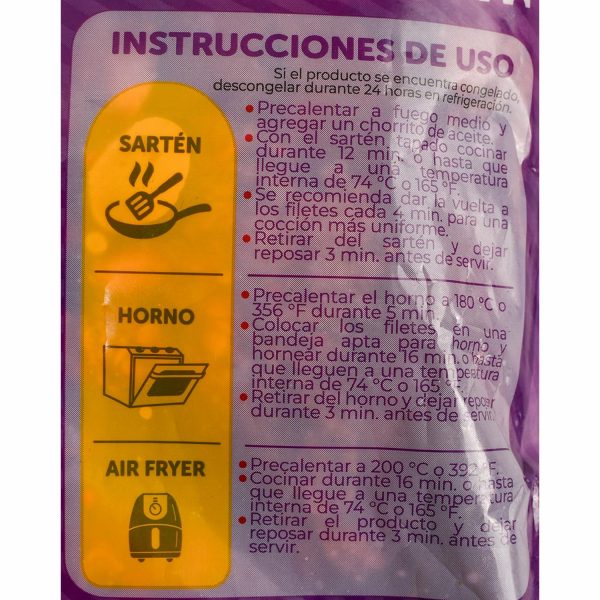 INSTRUCCIONES DE USO
Si el producto se encuentra congelado,
descongelar durante 24 horas en refrigeración.
SARTÉN
• Precalentar a fuego medio y
agregar un chorrito de aceite.
• Con el sartén tapado cocinar
durante 12 min. o hasta que
llegue a una temperatura
interna de 74 °C o 165 °F.
• Se recomienda dar la vuelta a
los filetes cada 4 min. para una
cocción más uniforme.
• Retirar del sartén y dejar
reposar 3 min. antes de servir.
HORNO
• Precalentar el horno a 180 °C o
356 °F durante 5 min.
• Colocar los filetes en una
bandeja apta para horno y
hornear durante 16 min. o hasta
que lleguen a una temperatura
interna de 74 °C o 165 °F.
• Retirar del horno y dejar reposar
durante 3 min. antes de servir.
AIR FRYER
• Precalentar a 200 °C o 392 °F.
• Cocinar durante 16 min. o hasta
que llegue a una temperatura
interna de 74 °C o 165 °F.
• Retirar el producto y dejar
reposar durante 3 min. antes de
servir.